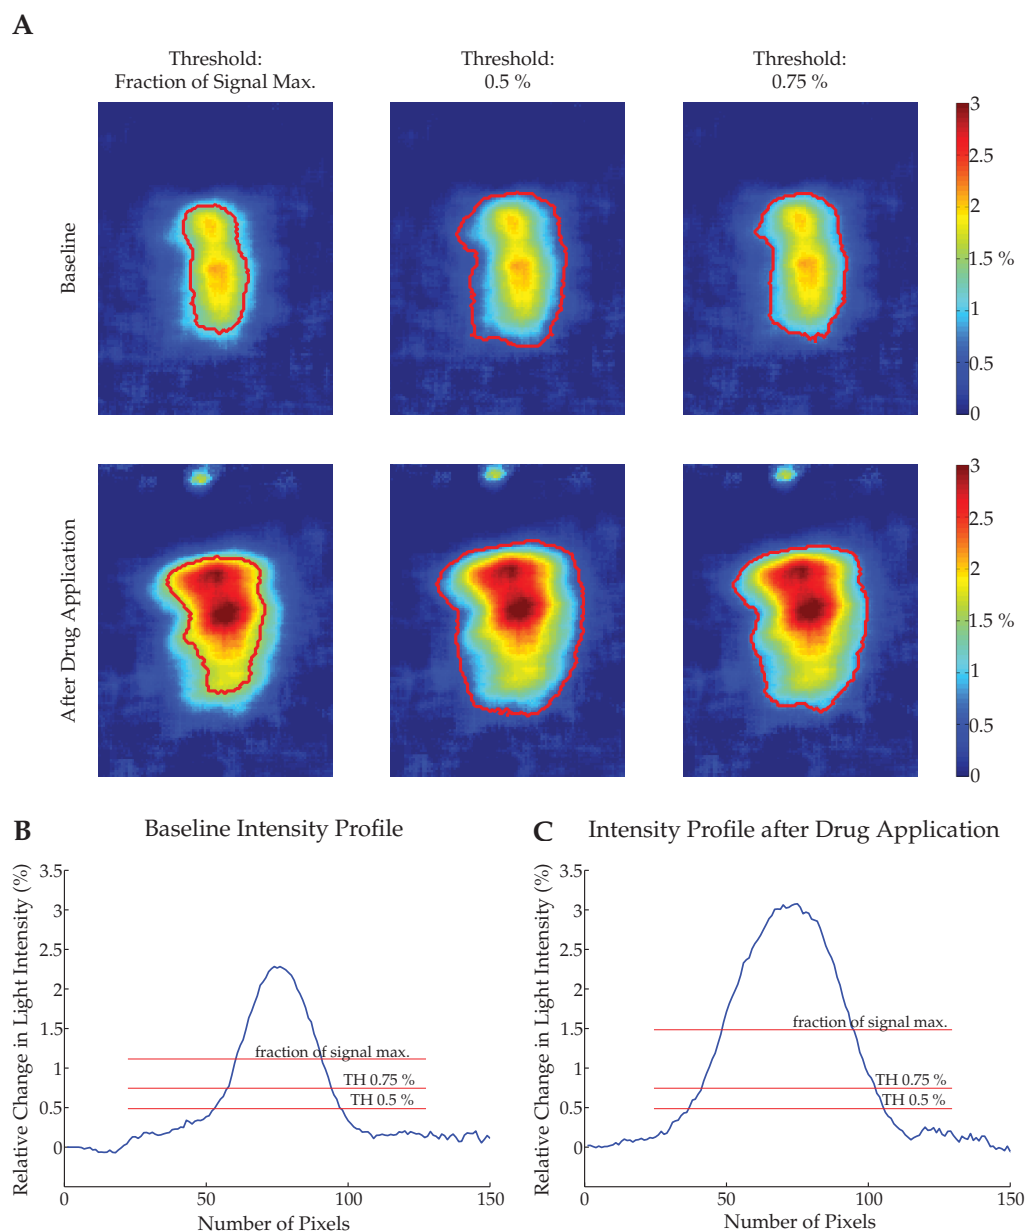 A
Threshold:
Fraction of Signal Max.
Threshold:
0.5 %
Threshold:
0.75 %
Baseline
3
2.5
2
1.5 %
1
0.5
0
After Drug Application
3
2.5
2
1.5 %
1
0.5
0
B Baseline Intensity Profile
Relative Change in Light Intensity (%)
3.5
3
2.5
2
1.5
1
0.5
0
fraction of signal max.
TH 0.75 %
TH 0.5 %
0 50 100 150
Number of Pixels
C Intensity Profile after Drug Application
Relative Change in Light Intensity (%)
3.5
3
2.5
2
1.5
1
0.5
0
fraction of signal max.
TH 0.75 %
TH 0.5 %
0 50 100 150
Number of Pixels